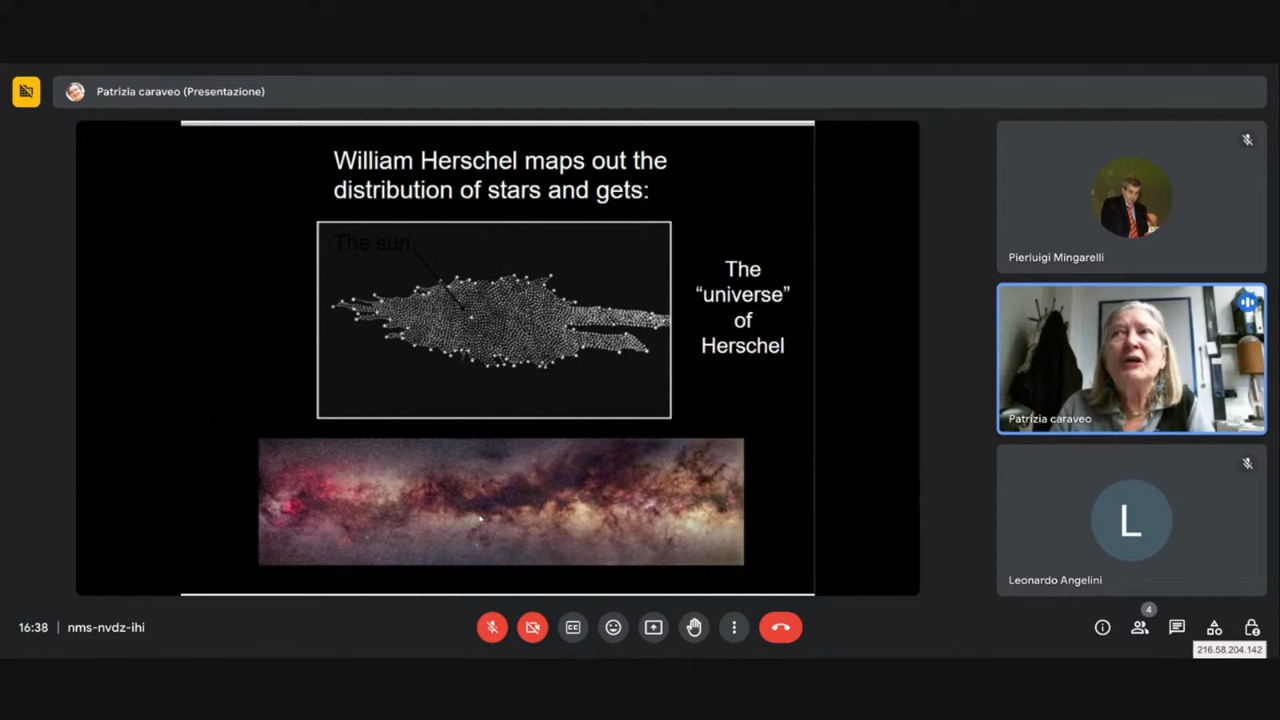 Patrizia caraveo (Presentazione)
William Herschel maps out the
distribution of stars and gets:
The sun
The
“universe”
of
Herschel
Pierluigi Mingarelli
Patrizia caraveo
L
Leonardo Angelini
16:38 | nms-nvdz-ihi
CC
4
216.58.204.142